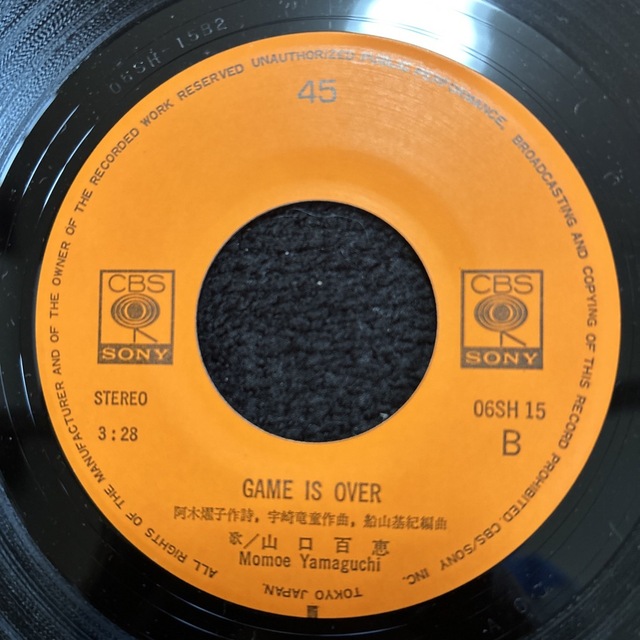 06SH 15B2
45
ALL RIGHTS OF THE MANUFACTURER AND OF THE OWNER OF THE RECORDED WORK RESERVED UNAUTHORIZED PUBLIC PERFORMANCE, BROADCASTING AND COPYING OF THIS RECORD PROHIBITED. CBS/SONY INC. TOKYO JAPAN.
CBS
SONY
CBS
SONY
STEREO
3:28
06SH 15
B
GAME IS OVER
阿木燿子作詩, 宇崎竜童作曲, 船山基紀編曲
歌/山口百恵
Momoe Yamaguchi